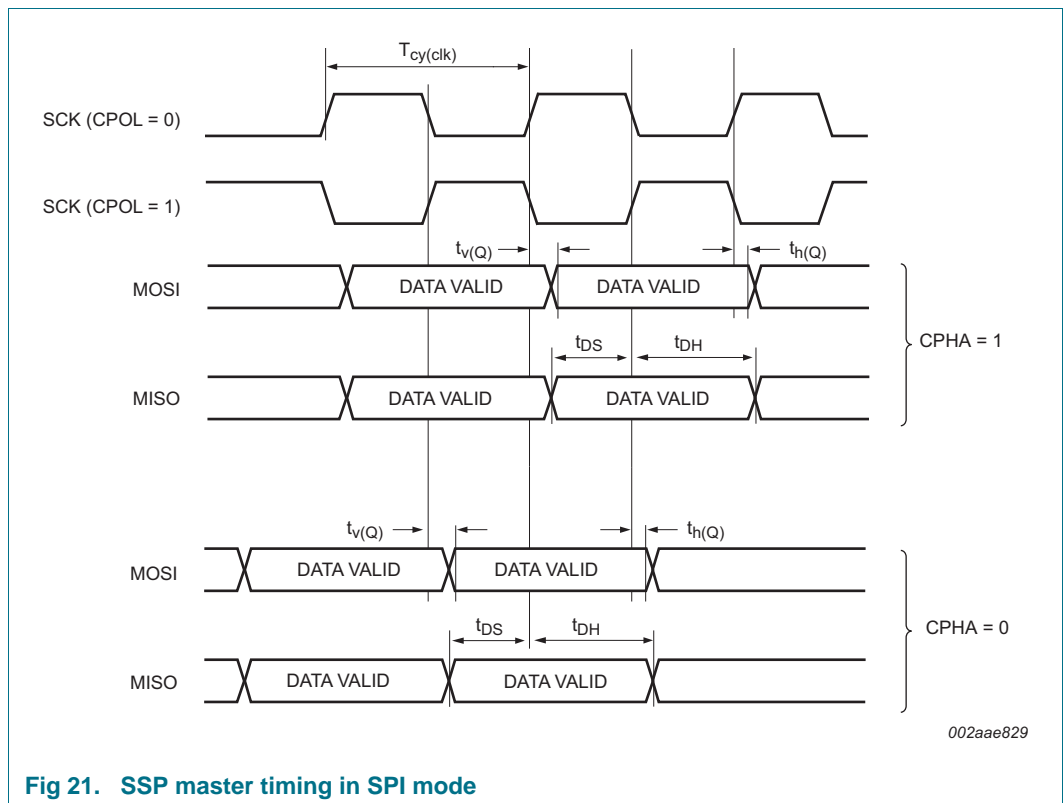 Tcy(clk)
SCK (CPOL = 0)
SCK (CPOL = 1)
tv(Q) th(Q)
MOSI DATA VALID DATA VALID
tDS tDH
CPHA = 1
MISO DATA VALID DATA VALID
tv(Q) th(Q)
MOSI DATA VALID DATA VALID
tDS tDH
CPHA = 0
MISO DATA VALID DATA VALID
002aae829
Fig 21. SSP master timing in SPI mode